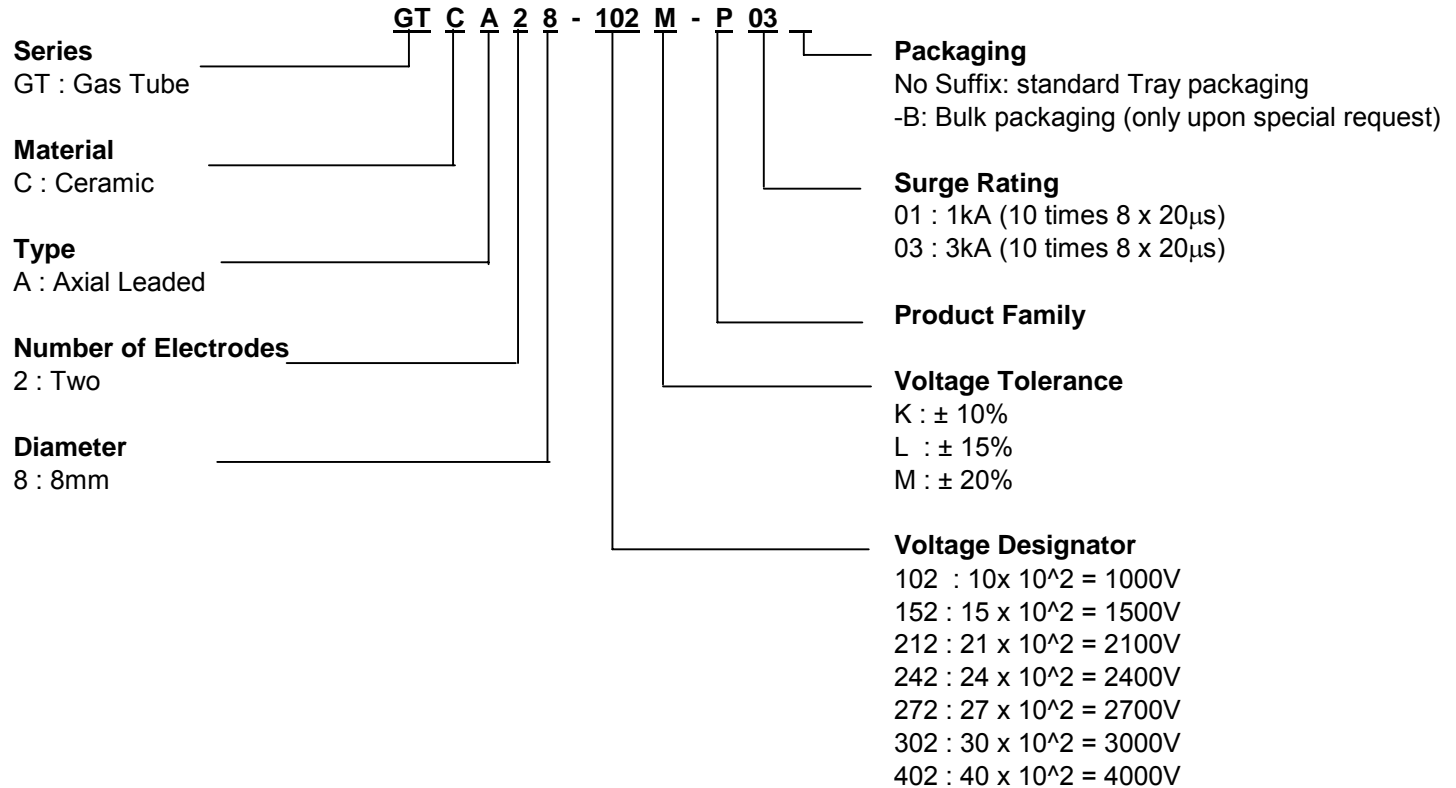 GT C A 2 8 - 102 M - P 03 _
Series
GT : Gas Tube
Material
C : Ceramic
Type
A : Axial Leaded
Number of Electrodes
2 : Two
Diameter
8 : 8mm
Packaging
No Suffix: standard Tray packaging
-B: Bulk packaging (only upon special request)
Surge Rating
01 : 1kA (10 times 8 x 20μs)
03 : 3kA (10 times 8 x 20μs)
Product Family
Voltage Tolerance
K : ± 10%
L : ± 15%
M : ± 20%
Voltage Designator
102 : 10x 10^2 = 1000V
152 : 15 x 10^2 = 1500V
212 : 21 x 10^2 = 2100V
242 : 24 x 10^2 = 2400V
272 : 27 x 10^2 = 2700V
302 : 30 x 10^2 = 3000V
402 : 40 x 10^2 = 4000V